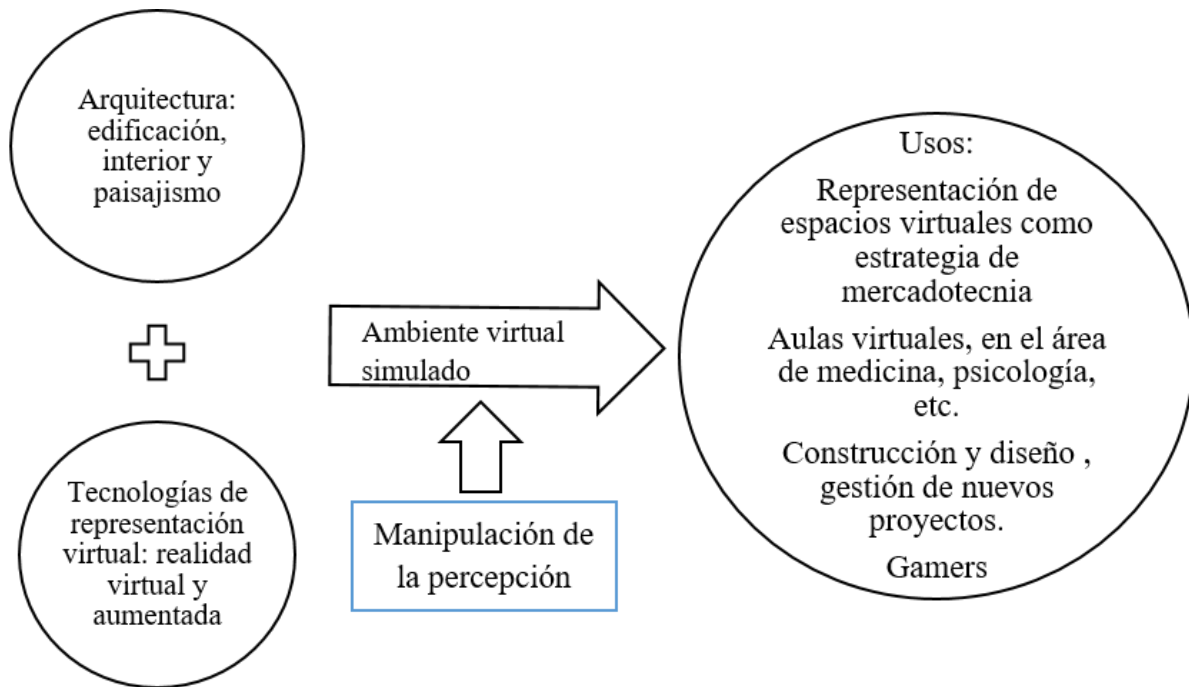 Arquitectura:
edificación,
interior y
paisajismo
Tecnologías de
representación
virtual: realidad
virtual y
aumentada
Ambiente virtual
simulado
Manipulación de
la percepción
Usos:
Representación de
espacios virtuales como
estrategia de
mercadotecnia
Aulas virtuales, en el área
de medicina, psicología,
etc.
Construcción y diseño ,
gestión de nuevos
proyectos.
Gamers